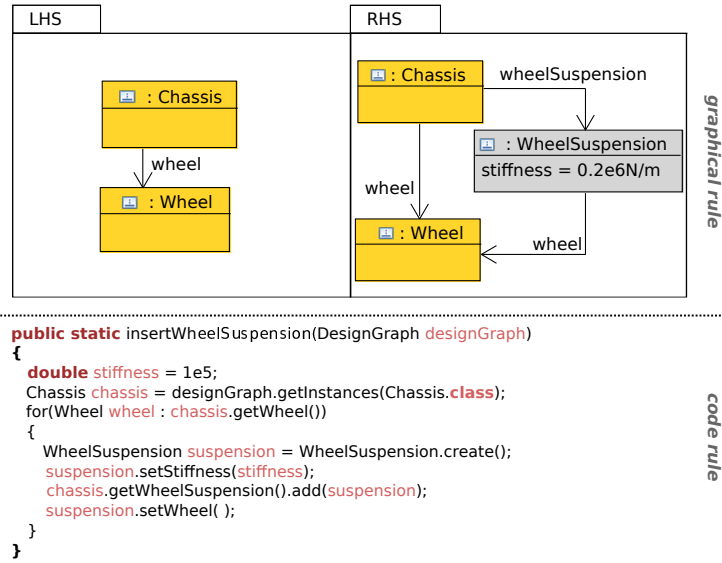 LHS
RHS
: Chassis
wheel
: Wheel
: Chassis
wheelSuspension
: WheelSuspension
stiffness = 0.2e6N/m
wheel
: Wheel
wheel
graphical rule
public static insertWheelSuspension(DesignGraph designGraph)
{
double stiffness = 1e5;
Chassis chassis = designGraph.getInstances(Chassis.class);
for(Wheel wheel : chassis.getWheel())
{
WheelSuspension suspension = WheelSuspension.create();
suspension.setStiffness(stiffness);
chassis.getWheelSuspension().add(suspension);
suspension.setWheel( );
}
}
code rule